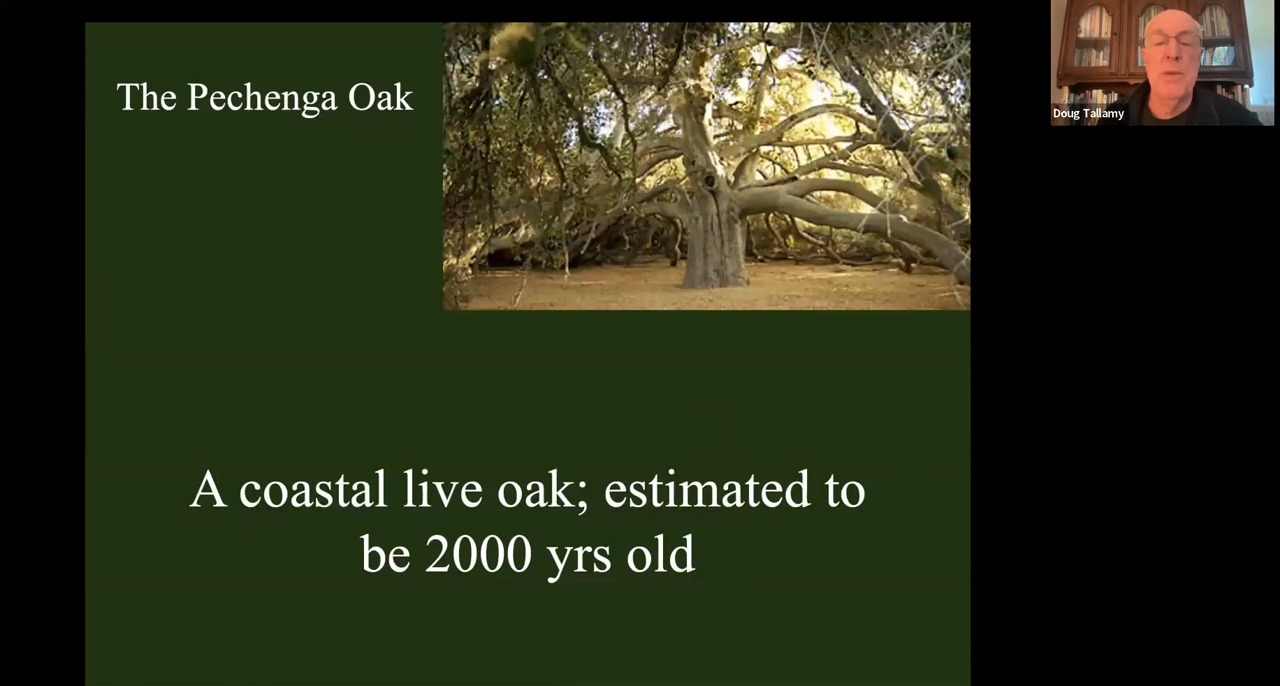 The Pechenga Oak
Doug Tallamy
A coastal live oak; estimated to
be 2000 yrs old